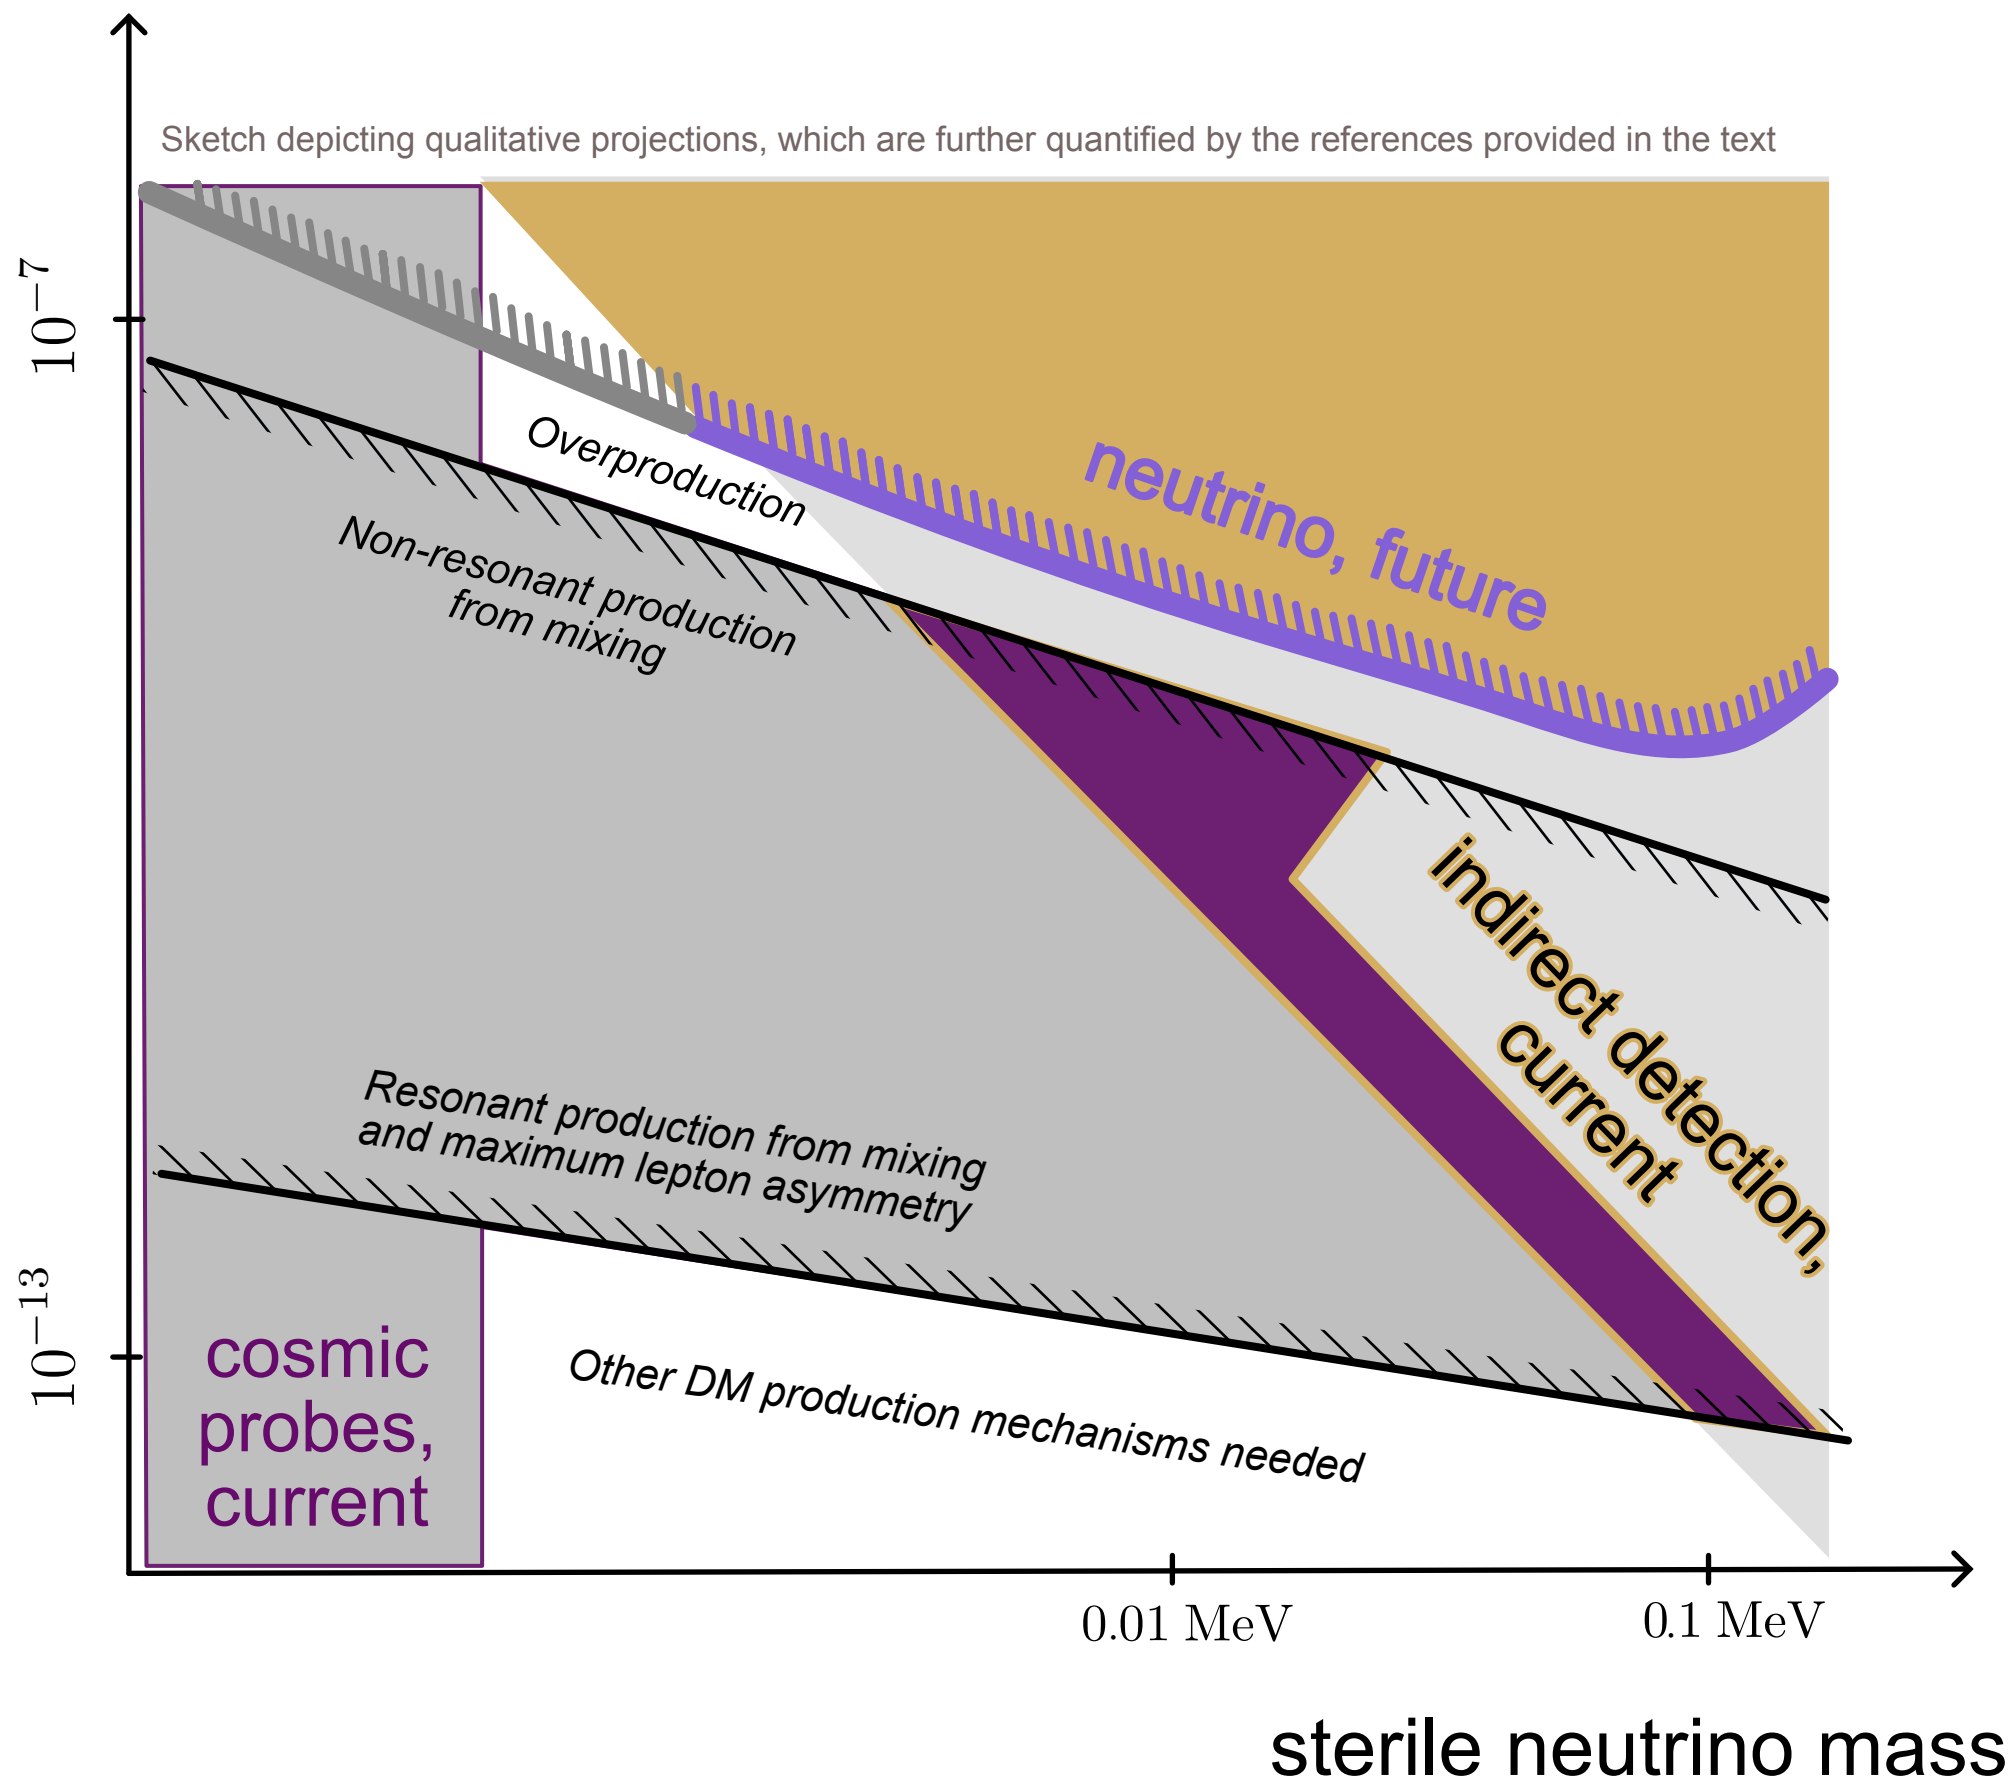 Sketch depicting qualitative projections, which are further quantified by the references provided in the text
10⁻⁷
neutrino, future
Overproduction
Non-resonant production
from mixing
indirect detection,
current
Resonant production from mixing
and maximum lepton asymmetry
10⁻¹³
cosmic
probes,
current
Other DM production mechanisms needed
0.01 MeV
0.1 MeV
sterile neutrino mass